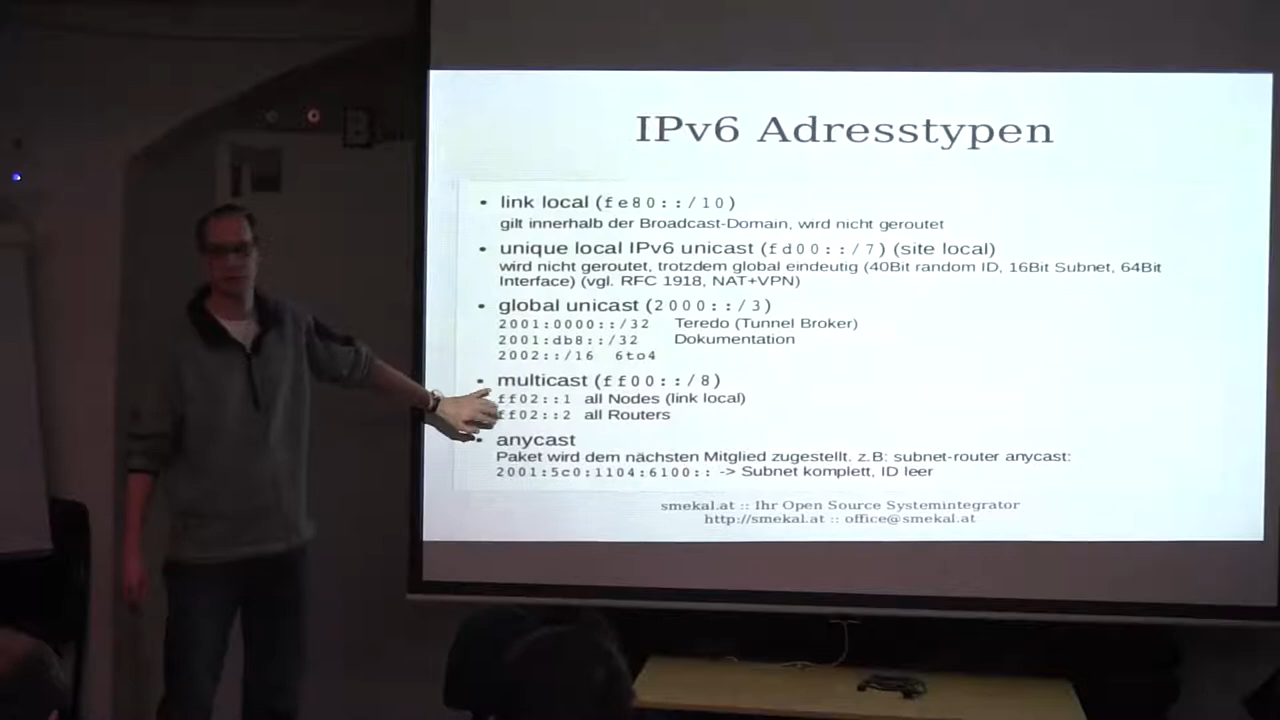 IPv6 Adresstypen
• link local (fe80::/10)
gilt innerhalb der Broadcast-Domain, wird nicht geroutet
• unique local IPv6 unicast (fd00::/7) (site local)
wird nicht geroutet, trotzdem global eindeutig (40Bit random ID, 16Bit Subnet, 64Bit
Interface) (vgl. RFC 1918, NAT+VPN)
• global unicast (2000::/3)
2001:0000::/32 Teredo (Tunnel Broker)
2001:db8::/32 Dokumentation
2002::/16 6to4
• multicast (ff00::/8)
ff02::1 all Nodes (link local)
ff02::2 all Routers
• anycast
Paket wird dem nächsten Mitglied zugestellt. z.B: subnet-router anycast:
2001:5c0:1104:6100:: -> Subnet komplett, ID leer
smekal.at :: Ihr Open Source Systemintegrator
http://smekal.at :: office@smekal.at